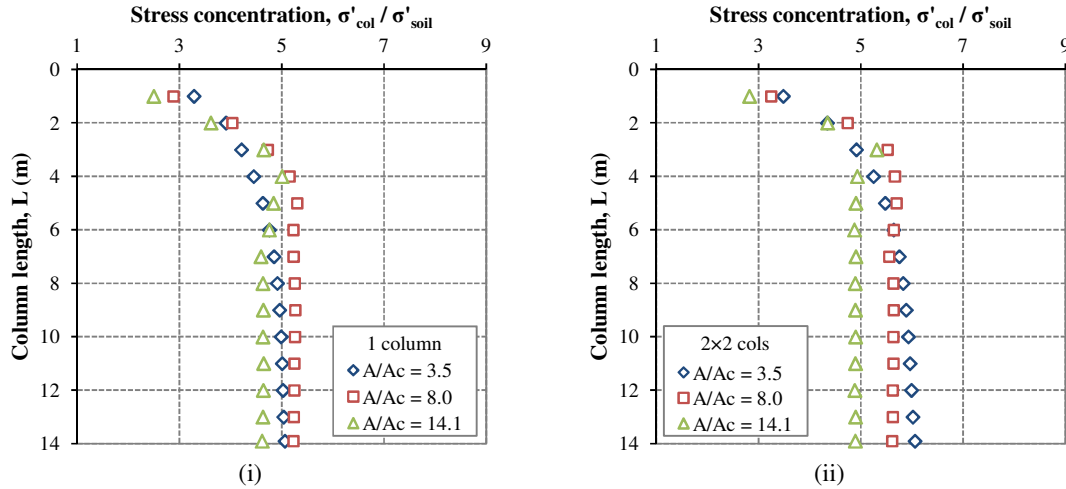 Stress concentration, σ'col / σ'soil
1 3 5 7 9
Column length, L (m)
0
2
4
6
8
10
12
14
1 column
A/Ac = 3.5
A/Ac = 8.0
A/Ac = 14.1
(i)
Stress concentration, σ'col / σ'soil
1 3 5 7 9
Column length, L (m)
0
2
4
6
8
10
12
14
2×2 cols
A/Ac = 3.5
A/Ac = 8.0
A/Ac = 14.1
(ii)